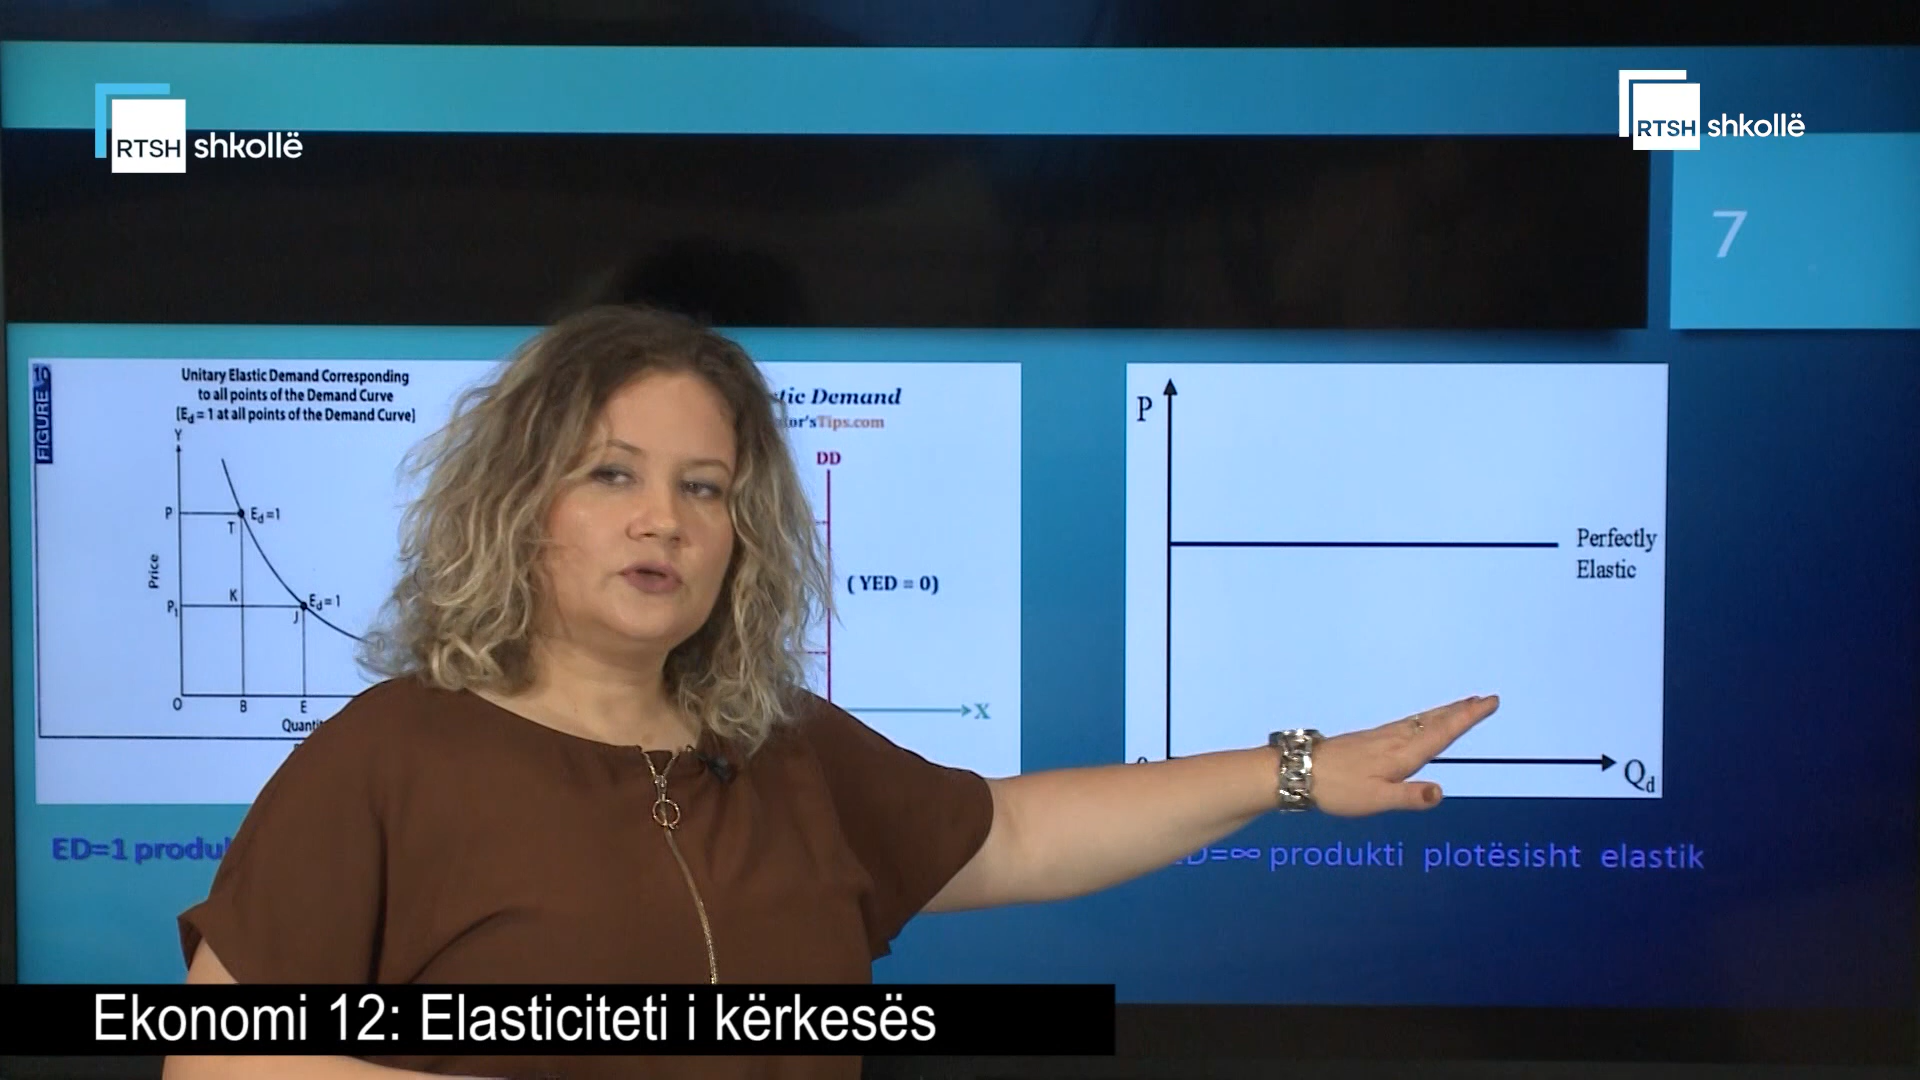 RTSH shkollë
RTSH shkollë
7
FIGURE 10
Unitary Elastic Demand Corresponding
to all points of the Demand Curve
[Ed = 1 at all points of the Demand Curve]
Y
P
T
Ed=1
Price
K
P1
J
Ed=1
O
B
E
Demand
Tips.com
DD
( YED = 0)
X
P
Perfectly
Elastic
Qd
ED=1
=∞ produkti plotësisht elastik
Ekonomi 12: Elasticiteti i kërkesës